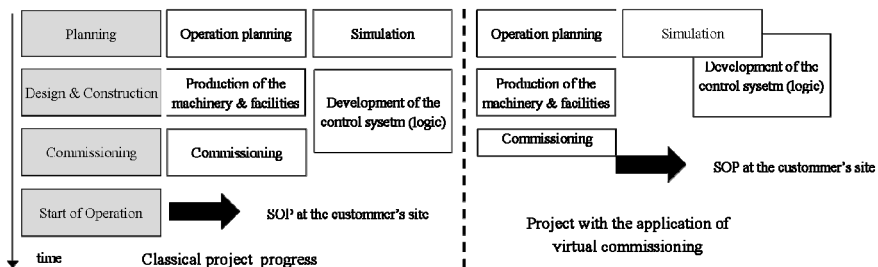 Planning
Operation planning
Simulation
Design & Construction
Production of the
machinery & facilities
Development of the
control sysetm (logic)
Commissioning
Commissioning
Start of Operation
SOP at the custommer's site
time
Classical project progress
Operation planning
Simulation
Development of the
control sysetm (logic)
Production of the
machinery & facilities
Commissioning
SOP at the custommer's site
Project with the application of
virtual commissioning